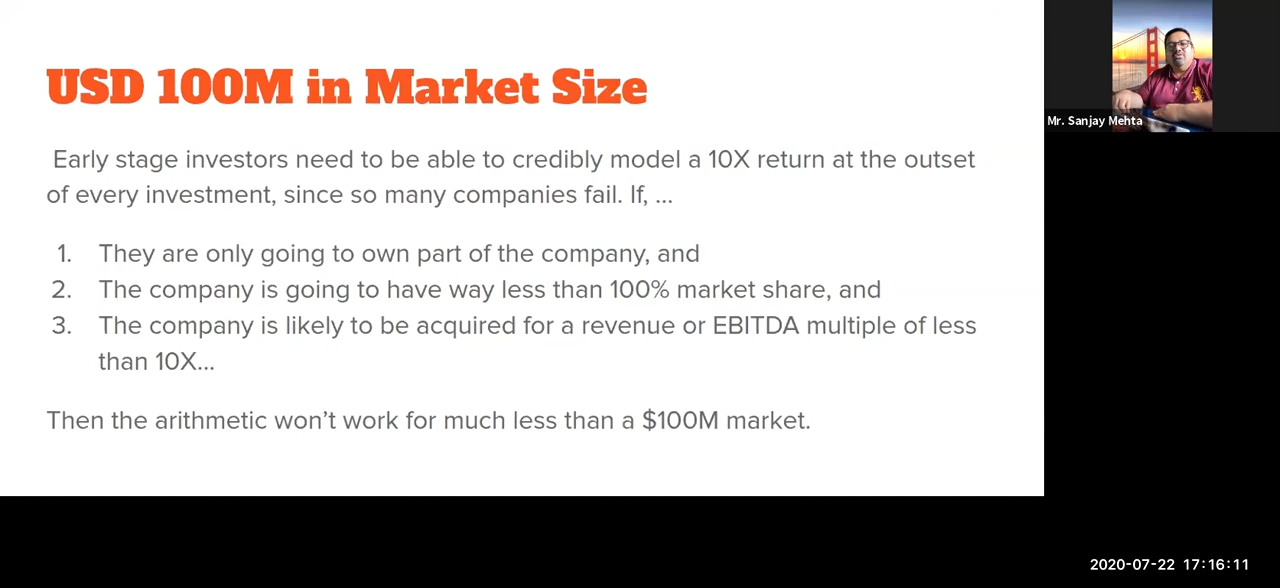 USD 100M in Market Size
Early stage investors need to be able to credibly model a 10X return at the outset
of every investment, since so many companies fail. If, ...
1. They are only going to own part of the company, and
2. The company is going to have way less than 100% market share, and
3. The company is likely to be acquired for a revenue or EBITDA multiple of less
than 10X...
Then the arithmetic won’t work for much less than a $100M market.
Mr. Sanjay Mehta
2020-07-22 17:16:11